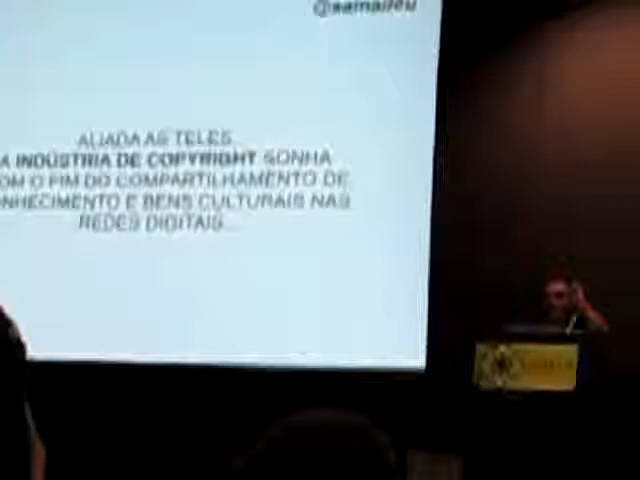 @samadeu
ALIADA AS TELES
A INDÚSTRIA DE COPYRIGHT SONHA
OM O FIM DO COMPARTILHAMENTO DE
NHECIMENTO E BENS CULTURAIS NAS
REDES DIGITAIS...